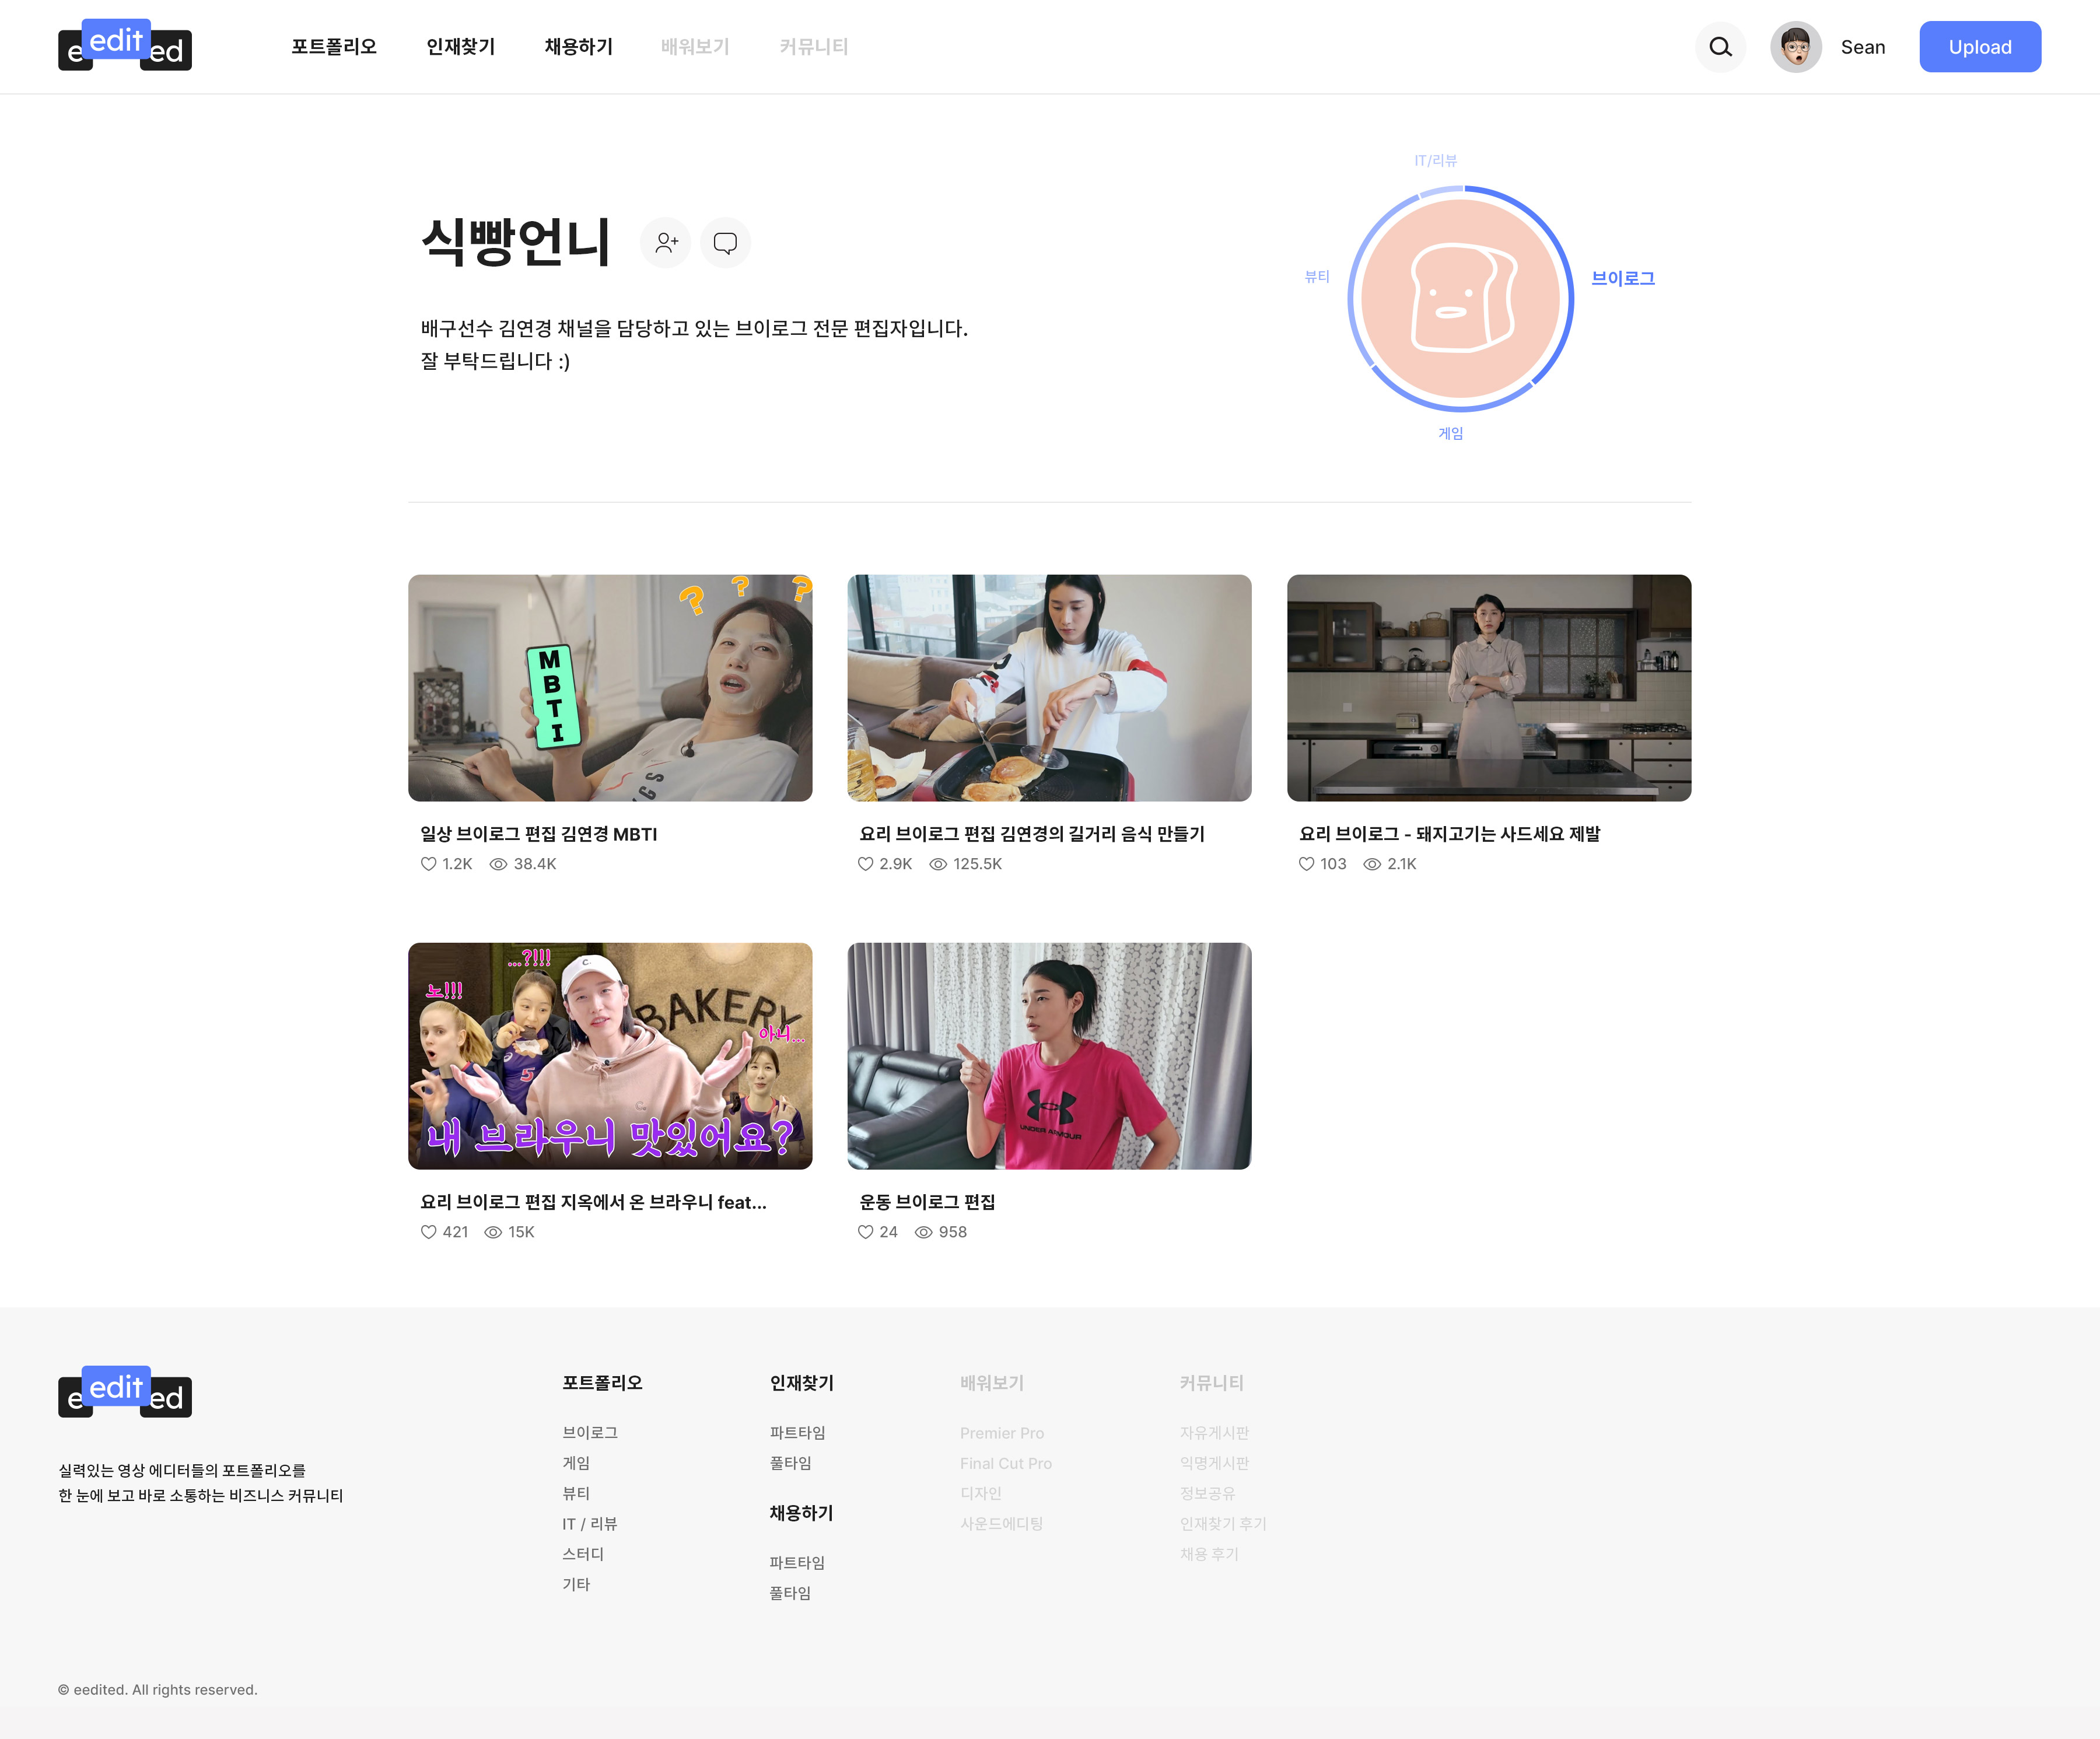 eedited
포트폴리오 인재찾기 채용하기 배워보기 커뮤니티
Sean
Upload
식빵언니
배구선수 김연경 채널을 담당하고 있는 브이로그 전문 편집자입니다.
잘 부탁드립니다 :)
IT/리뷰
뷰티
브이로그
게임
? ? ?
MBTI
일상 브이로그 편집 김연경 MBTI
1.2K 38.4K
요리 브이로그 편집 김연경의 길거리 음식 만들기
2.9K 125.5K
요리 브이로그 - 돼지고기는 사드세요 제발
103 2.1K
...?!!!
노!!!
BAKERY
아니...
5
내 브라우니 맛있어요?
요리 브이로그 편집 지옥에서 온 브라우니 feat...
421 15K
UNDER ARMOUR
운동 브이로그 편집
24 958
eedited
실력있는 영상 에디터들의 포트폴리오를
한 눈에 보고 바로 소통하는 비즈니스 커뮤니티
포트폴리오
브이로그
게임
뷰티
IT / 리뷰
스터디
기타
인재찾기
파트타임
풀타임
채용하기
파트타임
풀타임
배워보기
Premier Pro
Final Cut Pro
디자인
사운드에디팅
커뮤니티
자유게시판
익명게시판
정보공유
인재찾기 후기
채용 후기
© eedited. All rights reserved.